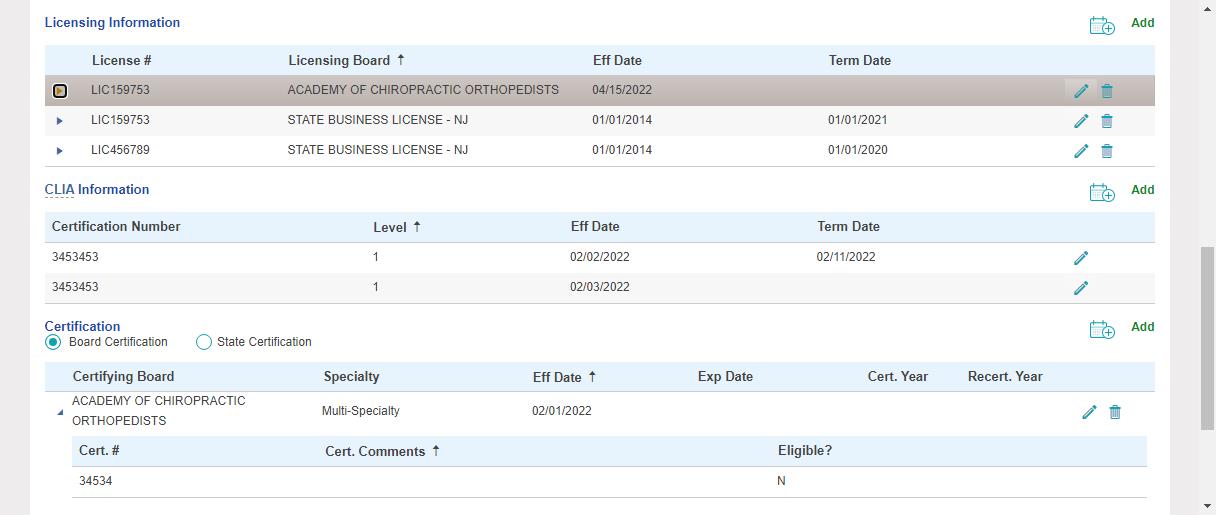 Licensing Information Add
License # Licensing Board ↑ Eff Date Term Date
LIC159753 ACADEMY OF CHIROPRACTIC ORTHOPEDISTS 04/15/2022
LIC159753 STATE BUSINESS LICENSE - NJ 01/01/2014 01/01/2021
LIC456789 STATE BUSINESS LICENSE - NJ 01/01/2014 01/01/2020
CLIA Information Add
Certification Number Level ↑ Eff Date Term Date
3453453 1 02/02/2022 02/11/2022
3453453 1 02/03/2022
Certification Add
Board Certification State Certification
Certifying Board Specialty Eff Date ↑ Exp Date Cert. Year Recert. Year
ACADEMY OF CHIROPRACTIC
ORTHOPEDISTS Multi-Specialty 02/01/2022
Cert. # Cert. Comments ↑ Eligible?
34534 N